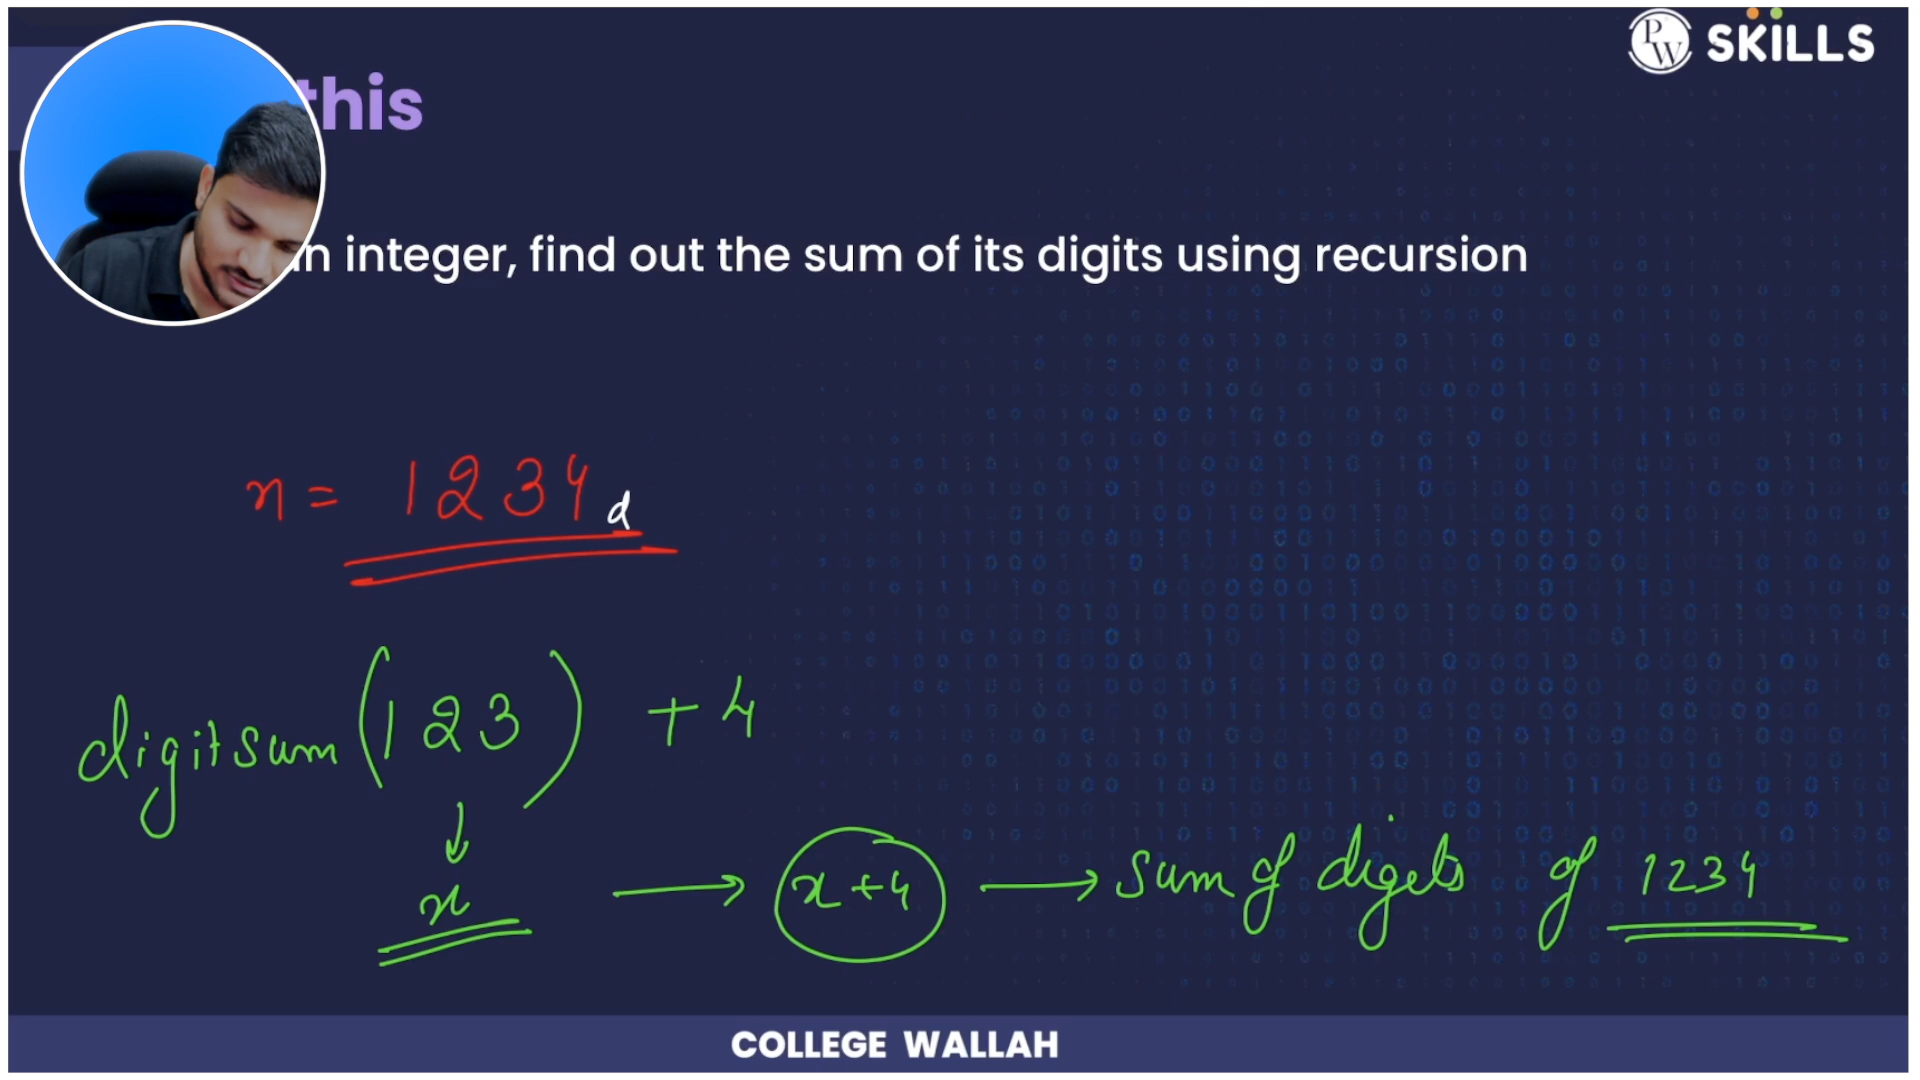 PW SKILLS
this
n integer, find out the sum of its digits using recursion
n = 1234 d
digitsum (123) + 4
x → x+4 → sum of digits of 1234
COLLEGE WALLAH